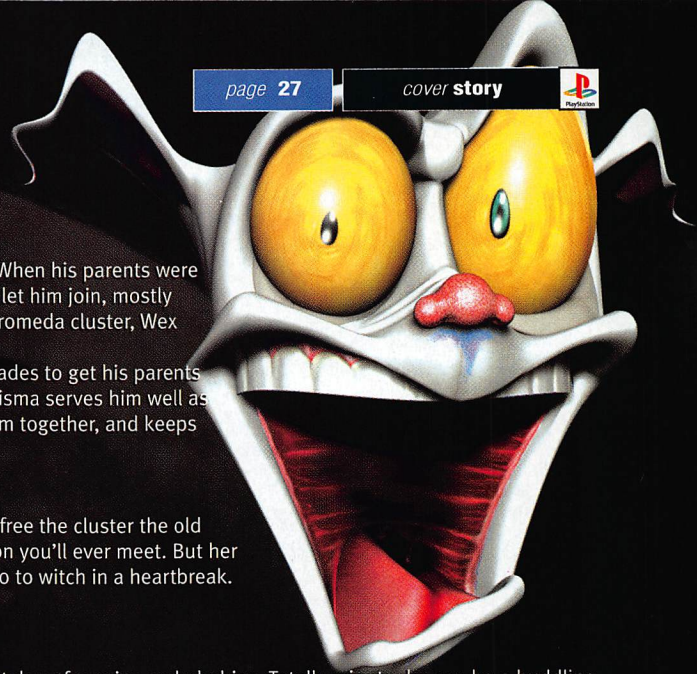 page 27
cover story
PlayStation
When his parents were
let him join, mostly
romeda cluster, Wex
ades to get his parents
isma serves him well as
m together, and keeps
free the cluster the old
on you'll ever meet. But her
o to witch in a heartbreak.